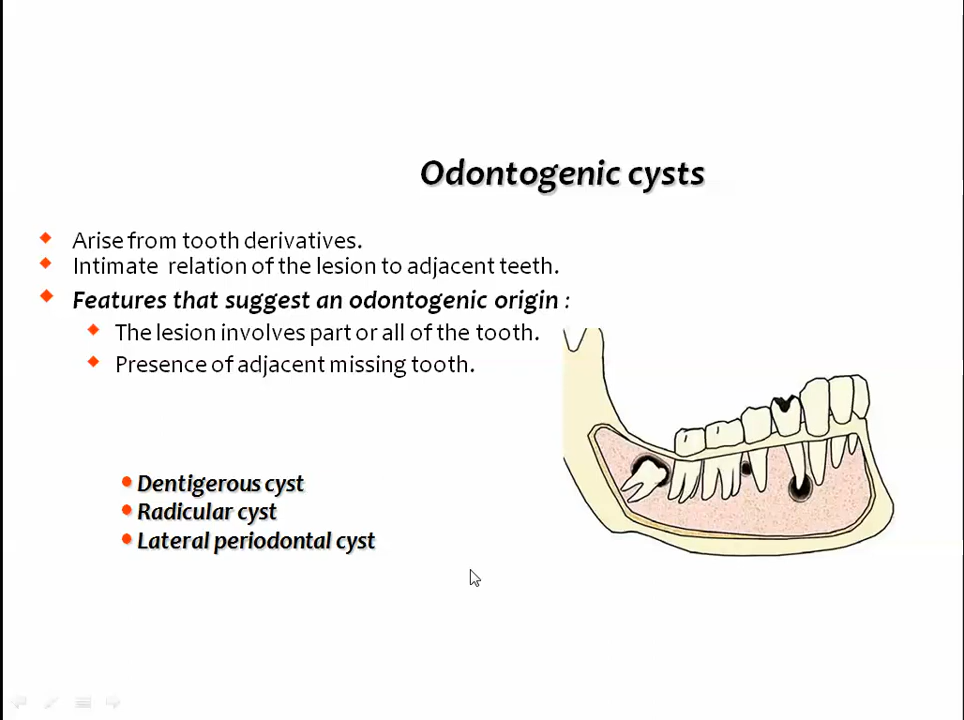 Odontogenic cysts
Arise from tooth derivatives.
Intimate relation of the lesion to adjacent teeth.
Features that suggest an odontogenic origin :
The lesion involves part or all of the tooth.
Presence of adjacent missing tooth.
Dentigerous cyst
Radicular cyst
Lateral periodontal cyst